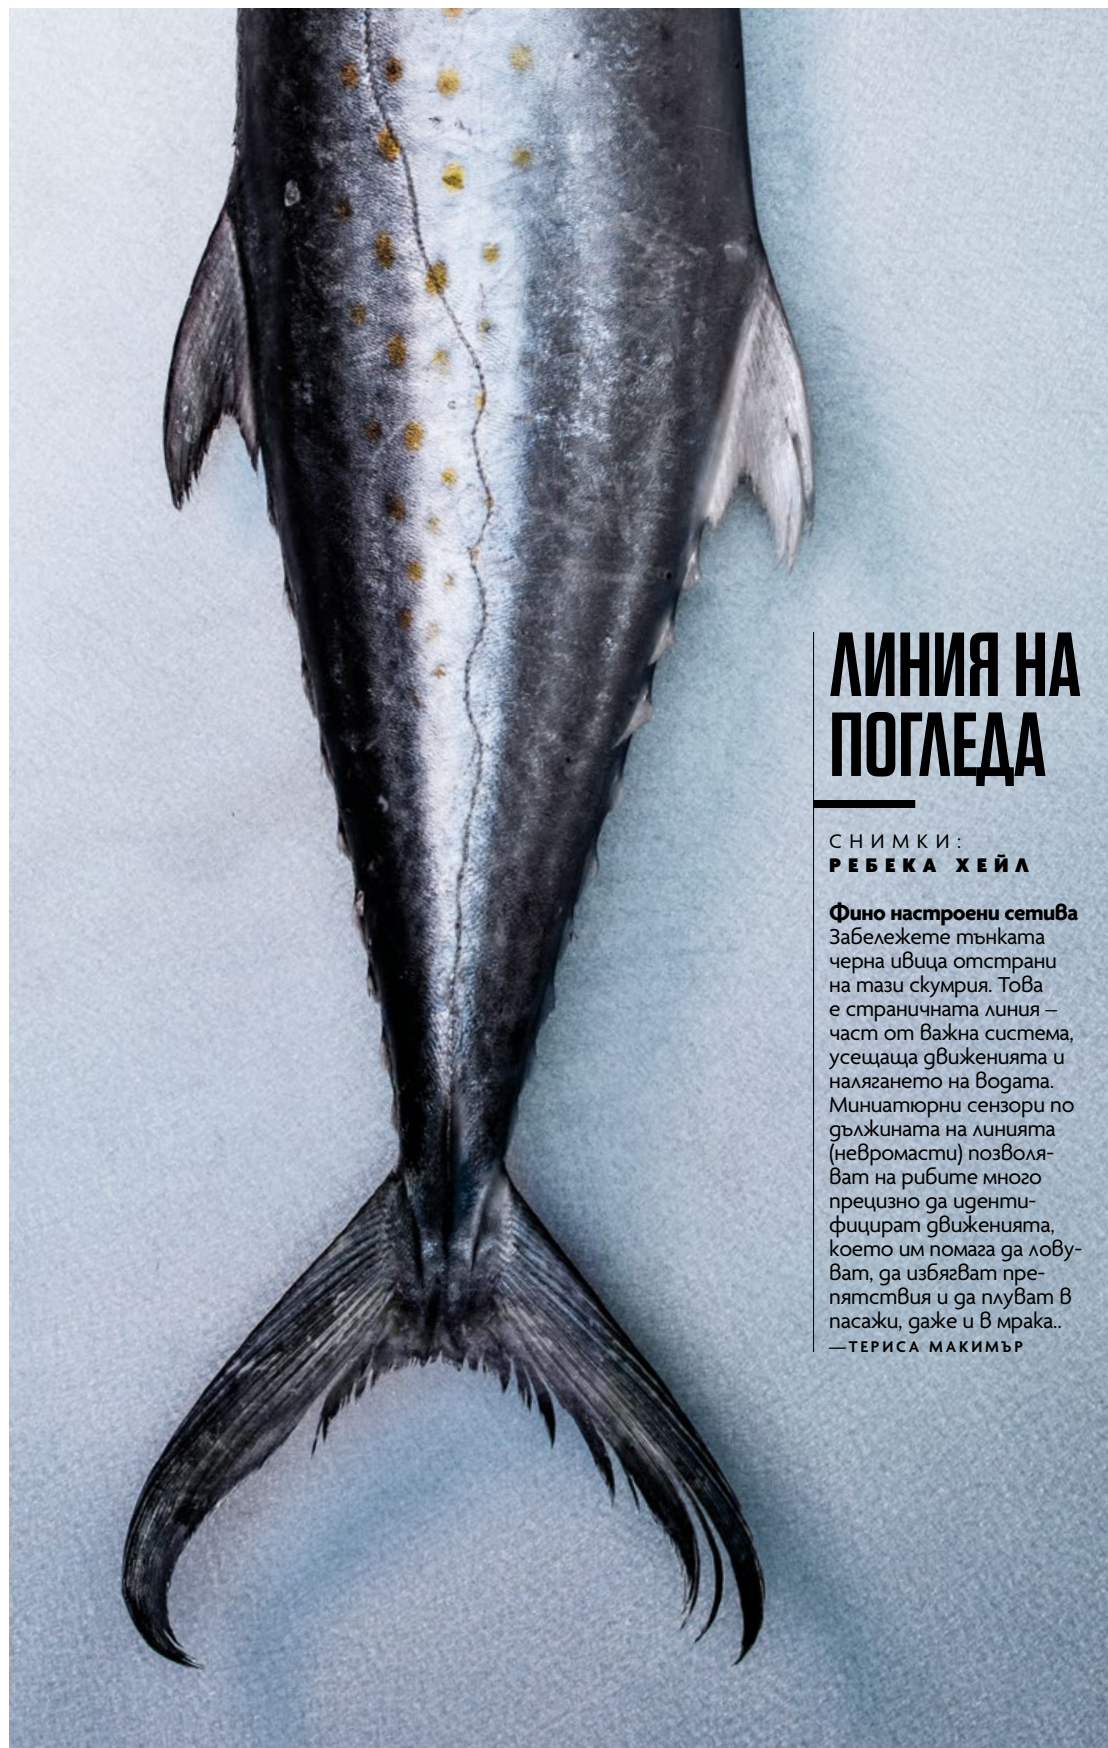 ЛИНИЯ НА
ПОГЛЕДА
СНИМКИ:
РЕБЕКА ХЕЙЛ
Фино настроени сетива
Забележете тънката
черна ивица отстрани
на тази скумрия. Това
е страничната линия –
част от важна система,
усещаща движенията и
налягането на водата.
Миниатюрни сензори по
дължината на линията
(невромасти) позволя-
ват на рибите много
прецизно да иденти-
фицират движенията,
което им помага да лову-
ват, да избягват пре-
пятствия и да плуват в
пасажи, даже и в мрака..
—ТЕРИСА МАКИМЪР